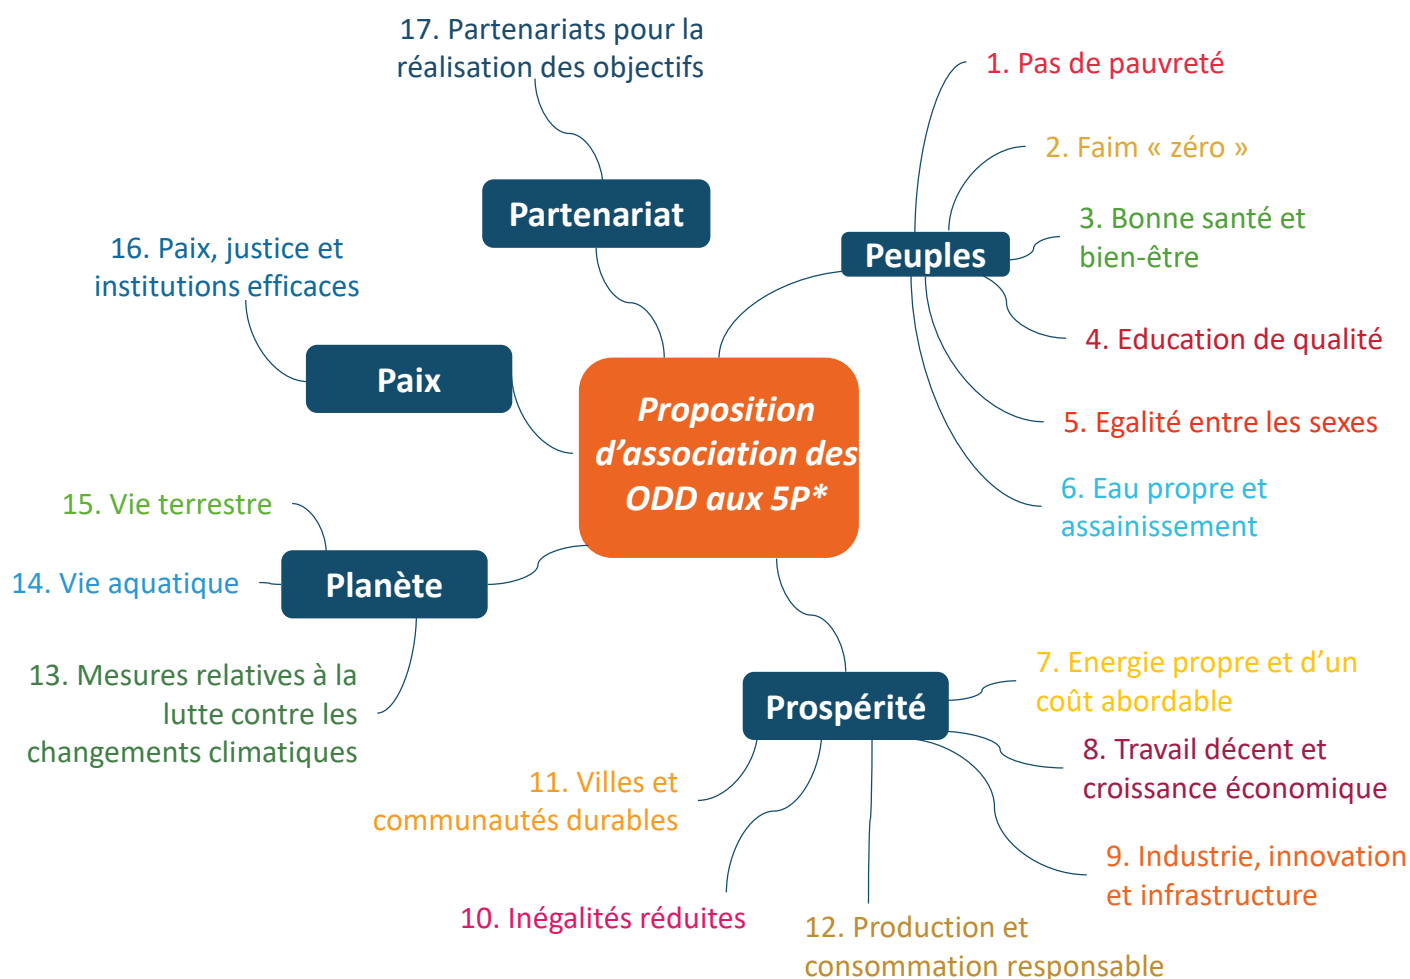 17. Partenariats pour la
réalisation des objectifs
1. Pas de pauvreté
2. Faim « zéro »
Partenariat
3. Bonne santé et
bien-être
Peuples
16. Paix, justice et
institutions efficaces
4. Education de qualité
Paix
Proposition
d’association des
ODD aux 5P*
5. Egalité entre les sexes
6. Eau propre et
assainissement
15. Vie terrestre
14. Vie aquatique
Planète
13. Mesures relatives à la
lutte contre les
changements climatiques
7. Energie propre et d’un
coût abordable
Prospérité
8. Travail décent et
croissance économique
11. Villes et
communautés durables
9. Industrie, innovation
et infrastructure
10. Inégalités réduites
12. Production et
consommation responsable